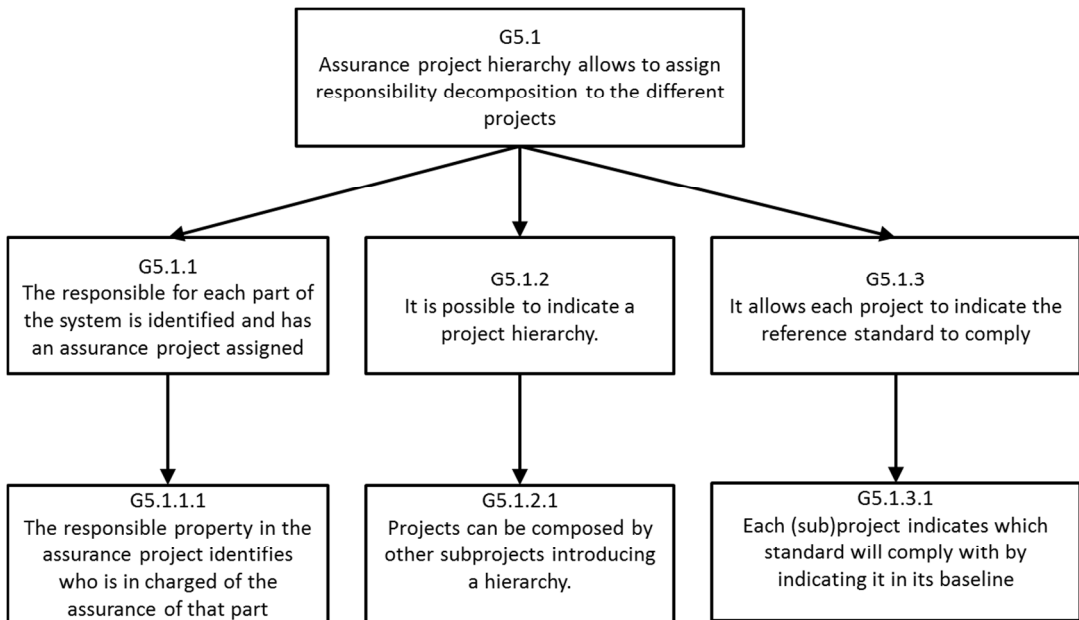 G5.1
Assurance project hierarchy allows to assign
responsibility decomposition to the different
projects
G5.1.1
The responsible for each part of
the system is identified and has
an assurance project assigned
G5.1.2
It is possible to indicate a
project hierarchy.
G5.1.3
It allows each project to indicate the
reference standard to comply
G5.1.1.1
The responsible property in the
assurance project identifies
who is in charged of the
assurance of that part
G5.1.2.1
Projects can be composed by
other subprojects introducing
a hierarchy.
G5.1.3.1
Each (sub)project indicates which
standard will comply with by
indicating it in its baseline